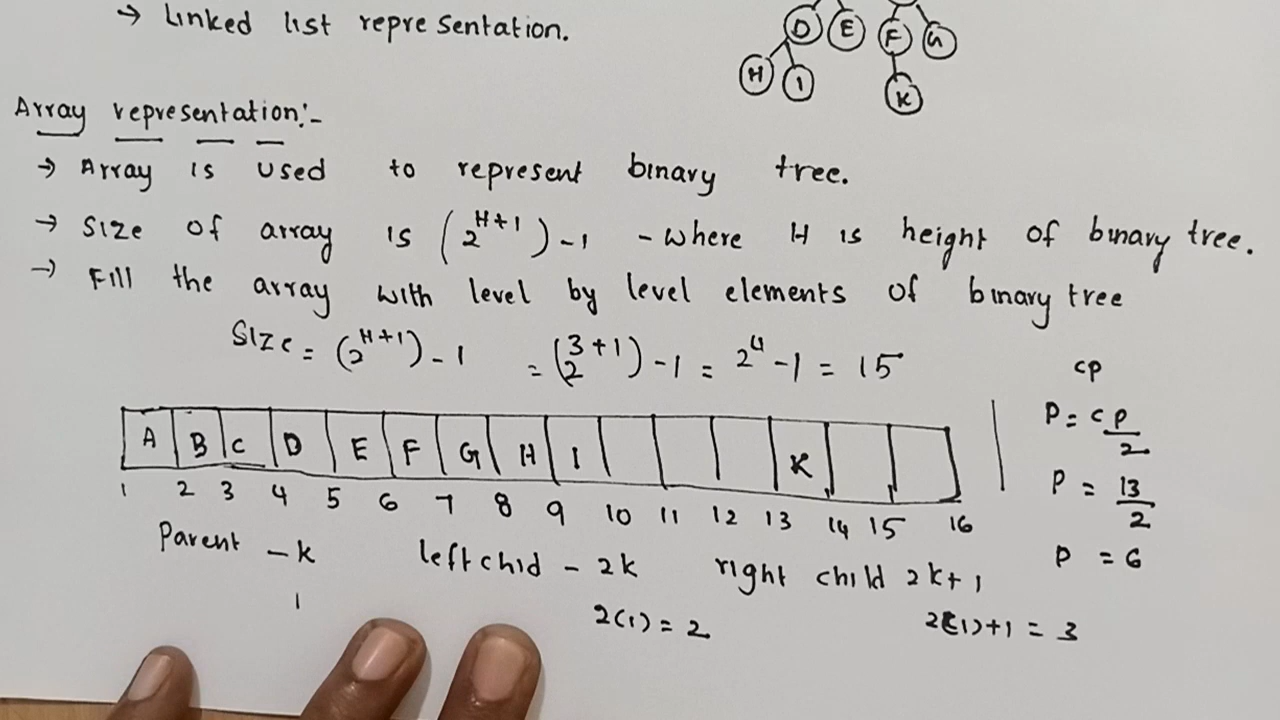 → Linked list representation.
D E F G
H I K
Array representation:-
→ Array is used to represent binary tree.
→ Size of array is (2^H+1) - 1 - where H is height of binary tree.
→ Fill the array with level by level elements of binary tree
Size = (2^H+1) - 1 = (2^3+1) - 1 = 2^4 - 1 = 15
cp
P = cp/2
A B C D E F G H I K
P = 13/2
1 2 3 4 5 6 7 8 9 10 11 12 13 14 15 16
Parent - k left chid - 2k right child 2k+1
P = 6
1 2(1) = 2 2(1)+1 = 3